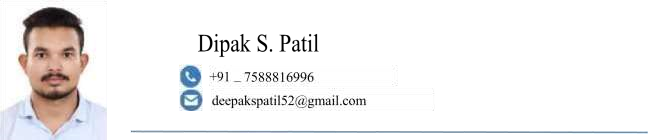 Dipak S. Patil
+91 _ 7588816996
deepakspatil52@gmail.com